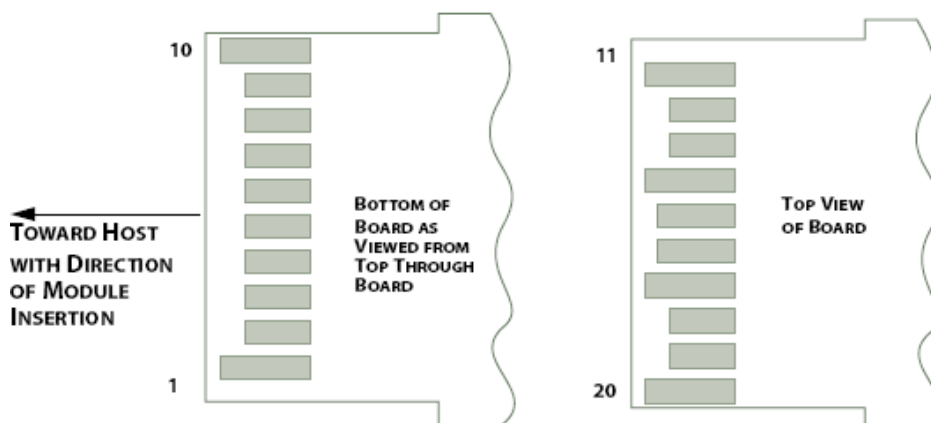 10
11
BOTTOM OF
BOARD AS
VIEWED FROM
TOP THROUGH
BOARD
TOP VIEW
OF BOARD
TOWARD HOST
WITH DIRECTION
OF MODULE
INSERTION
1
20